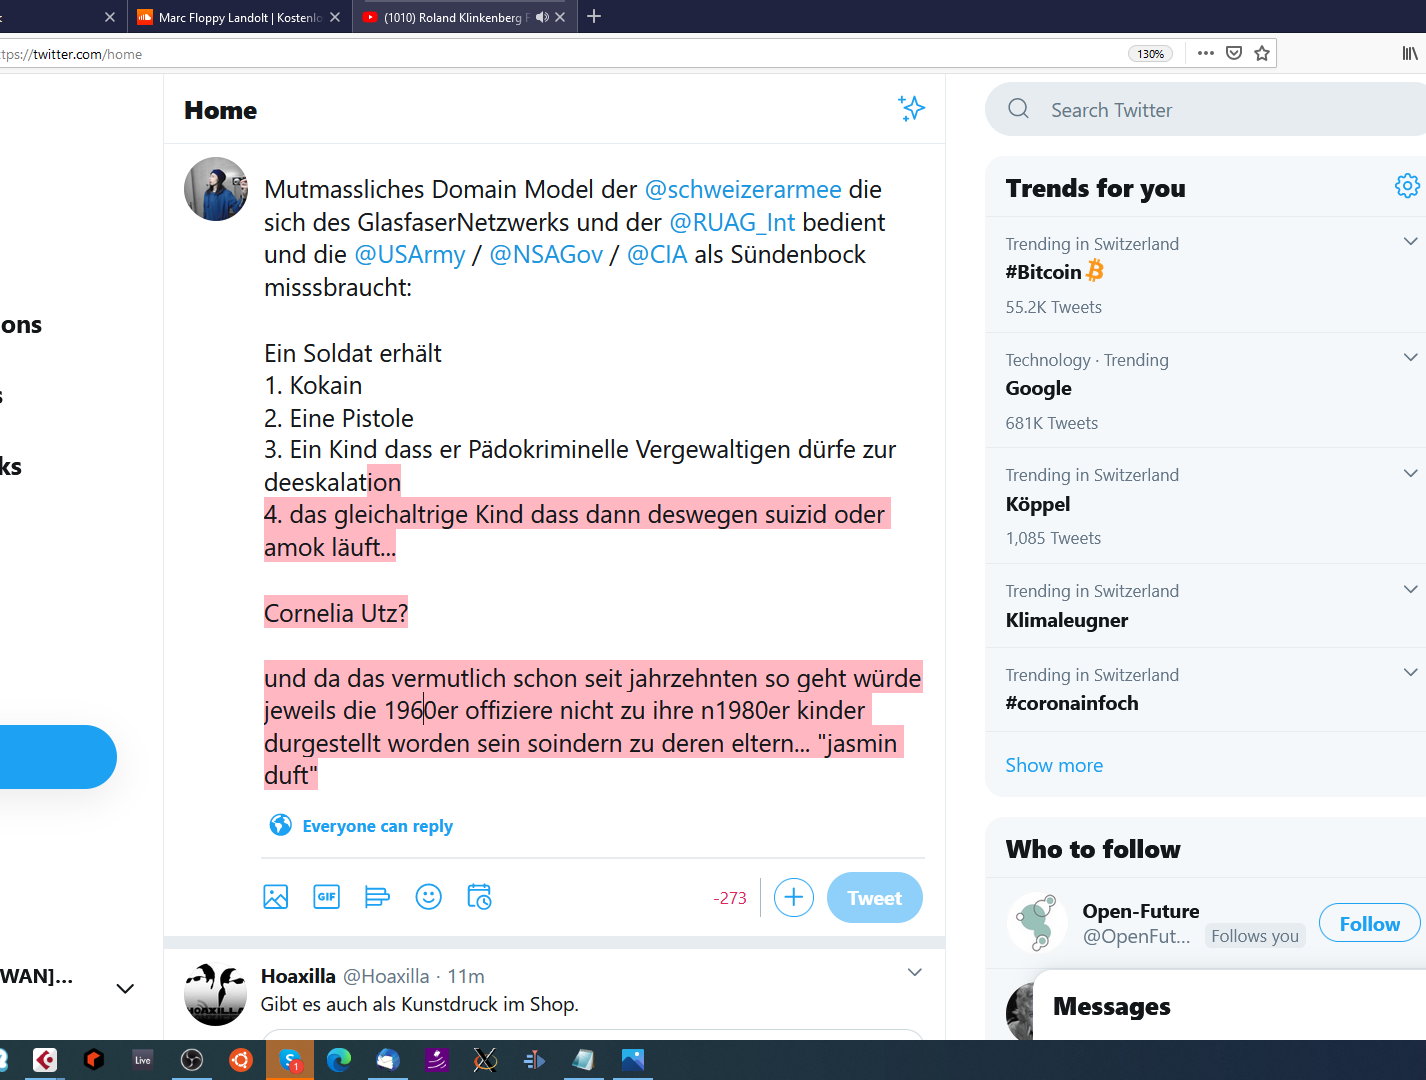 Marc Floppy Landolt | Kostenlo
(1010) Roland Klinkenberg F
tps://twitter.com/home
130%
Home
Search Twitter
Mutmassliches Domain Model der @schweizerarmee die
sich des GlasfaserNetzwerks und der @RUAG_Int bedient
und die @USArmy / @NSAGov / @CIA als Sündenbock
misssbraucht:
Ein Soldat erhält
1. Kokain
2. Eine Pistole
3. Ein Kind dass er Pädokriminelle Vergewaltigen dürfe zur
deeskalation
4. das gleichaltrige Kind dass dann deswegen suizid oder
amok läuft...
Cornelia Utz?
und da das vermutlich schon seit jahrzehnten so geht würde
jeweils die 1960er offiziere nicht zu ihre n1980er kinder
durgestellt worden sein soindern zu deren eltern... "jasmin
duft"
Everyone can reply
GIF
-273
Tweet
Hoaxilla @Hoaxilla · 11m
Gibt es auch als Kunstdruck im Shop.
HOAXILLA
ons
s
ks
WAN]...
Trends for you
Trending in Switzerland
#Bitcoin
55.2K Tweets
Technology · Trending
Google
681K Tweets
Trending in Switzerland
Köppel
1,085 Tweets
Trending in Switzerland
Klimaleugner
Trending in Switzerland
#coronainfoch
Show more
Who to follow
Open-Future
@OpenFut... Follows you
Follow
Messages
Live
1